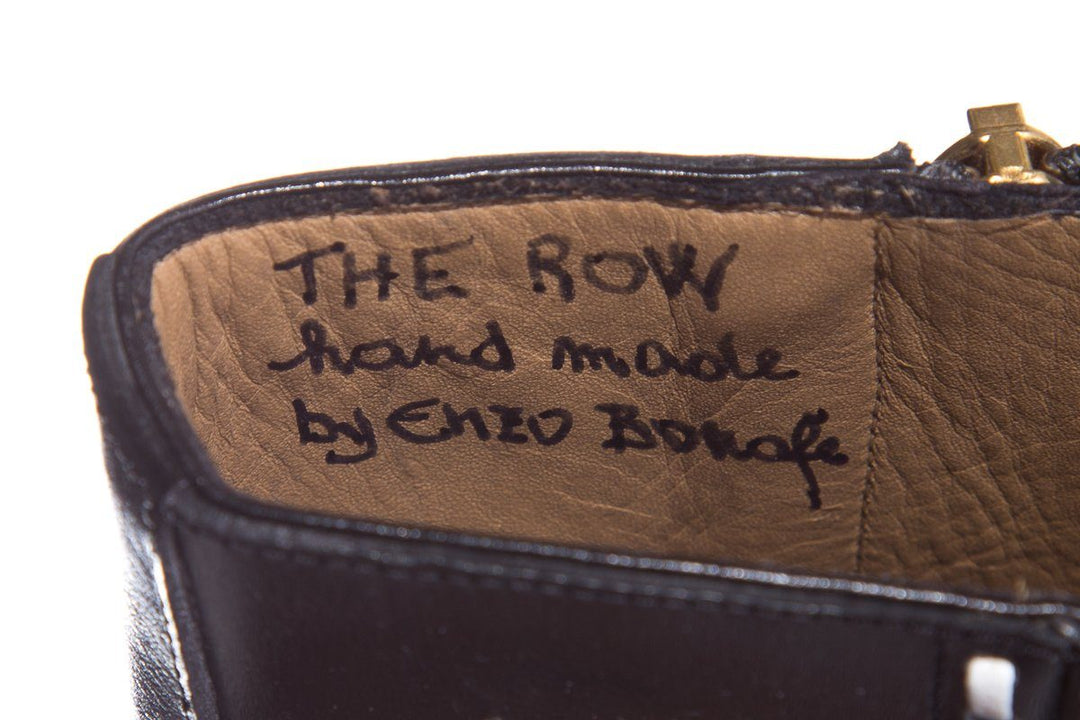 THE ROW
hand made
by Enzo Bonafe